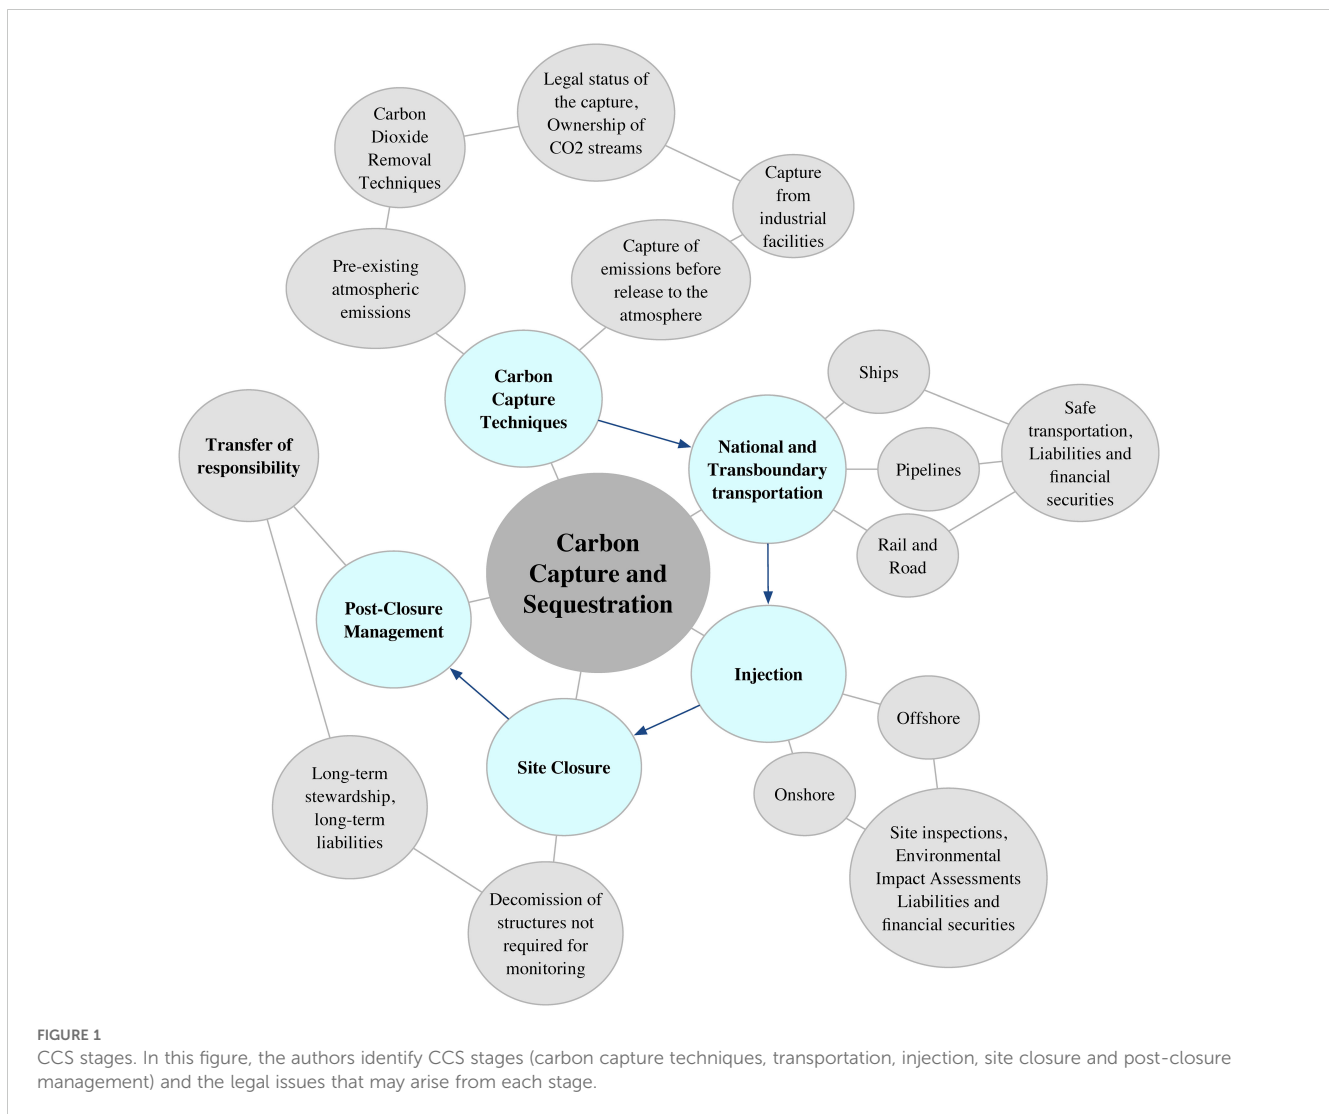 Legal status of
the capture,
Ownership of
CO2 streams
Carbon
Dioxide
Removal
Techniques
Capture
from
industrial
facilities
Pre-existing
atmospheric
emissions
Capture of
emissions before
release to the
atmosphere
Carbon
Capture
Techniques
Ships
Safe
transportation,
Liabilities and
financial
securities
Transfer of
responsibility
National and
Transboundary
transportation
Pipelines
Rail and
Road
Carbon
Capture and
Sequestration
Post-Closure
Management
Injection
Offshore
Site Closure
Onshore
Long-term
stewardship,
long-term
liabilities
Site inspections,
Environmental
Impact Assessments
Liabilities and
financial securities
Decomission of
structures not
required for
monitoring
FIGURE 1
CCS stages. In this figure, the authors identify CCS stages (carbon capture techniques, transportation, injection, site closure and post-closure
management) and the legal issues that may arise from each stage.